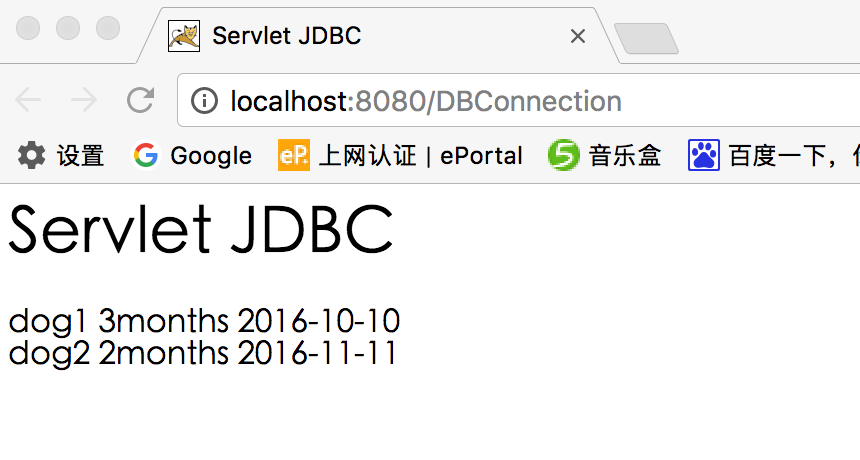 Servlet JDBC
localhost:8080/DBConnection
设置 Google eP. 上网认证 | ePortal 5 音乐盒 百度一下，
Servlet JDBC
dog1 3months 2016-10-10
dog2 2months 2016-11-11